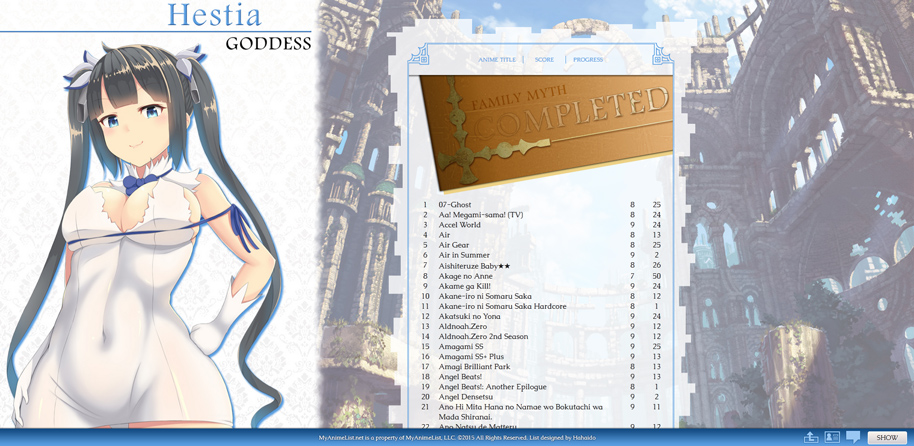 Hestia
GODDESS
ANIME TITLE | SCORE | PROGRESS
FAMILY MYTH
COMPLETED
1 07-Ghost 8 25
2 Aa! Megami-sama! (TV) 8 24
3 Accel World 9 24
4 Air 8 13
5 Air Gear 8 25
6 Air in Summer 9 2
7 Aishiteruze Baby★★ 8 26
8 Akage no Anne 7 50
9 Akame ga Kill! 9 24
10 Akane-iro ni Somaru Saka 8 12
11 Akane-iro ni Somaru Saka Hardcore 8 1
12 Akatsuki no Yona 9 24
13 Aldnoah.Zero 9 12
14 Aldnoah.Zero 2nd Season 9 12
15 Amagami SS 9 25
16 Amagami SS+ Plus 9 13
17 Amagi Brilliant Park 8 13
18 Angel Beats! 9 13
19 Angel Beats!: Another Epilogue 8 1
20 Angel Densetsu 9 2
21 Ano Hi Mita Hana no Namae wo Bokutachi wa 9 11
Mada Shiranai.
22 Ano Natsu de Matteru 9 12
MyAnimeList.net is a property of MyAnimeList, LLC. ©2015 All Rights Reserved. List designed by Hahaido
SHOW